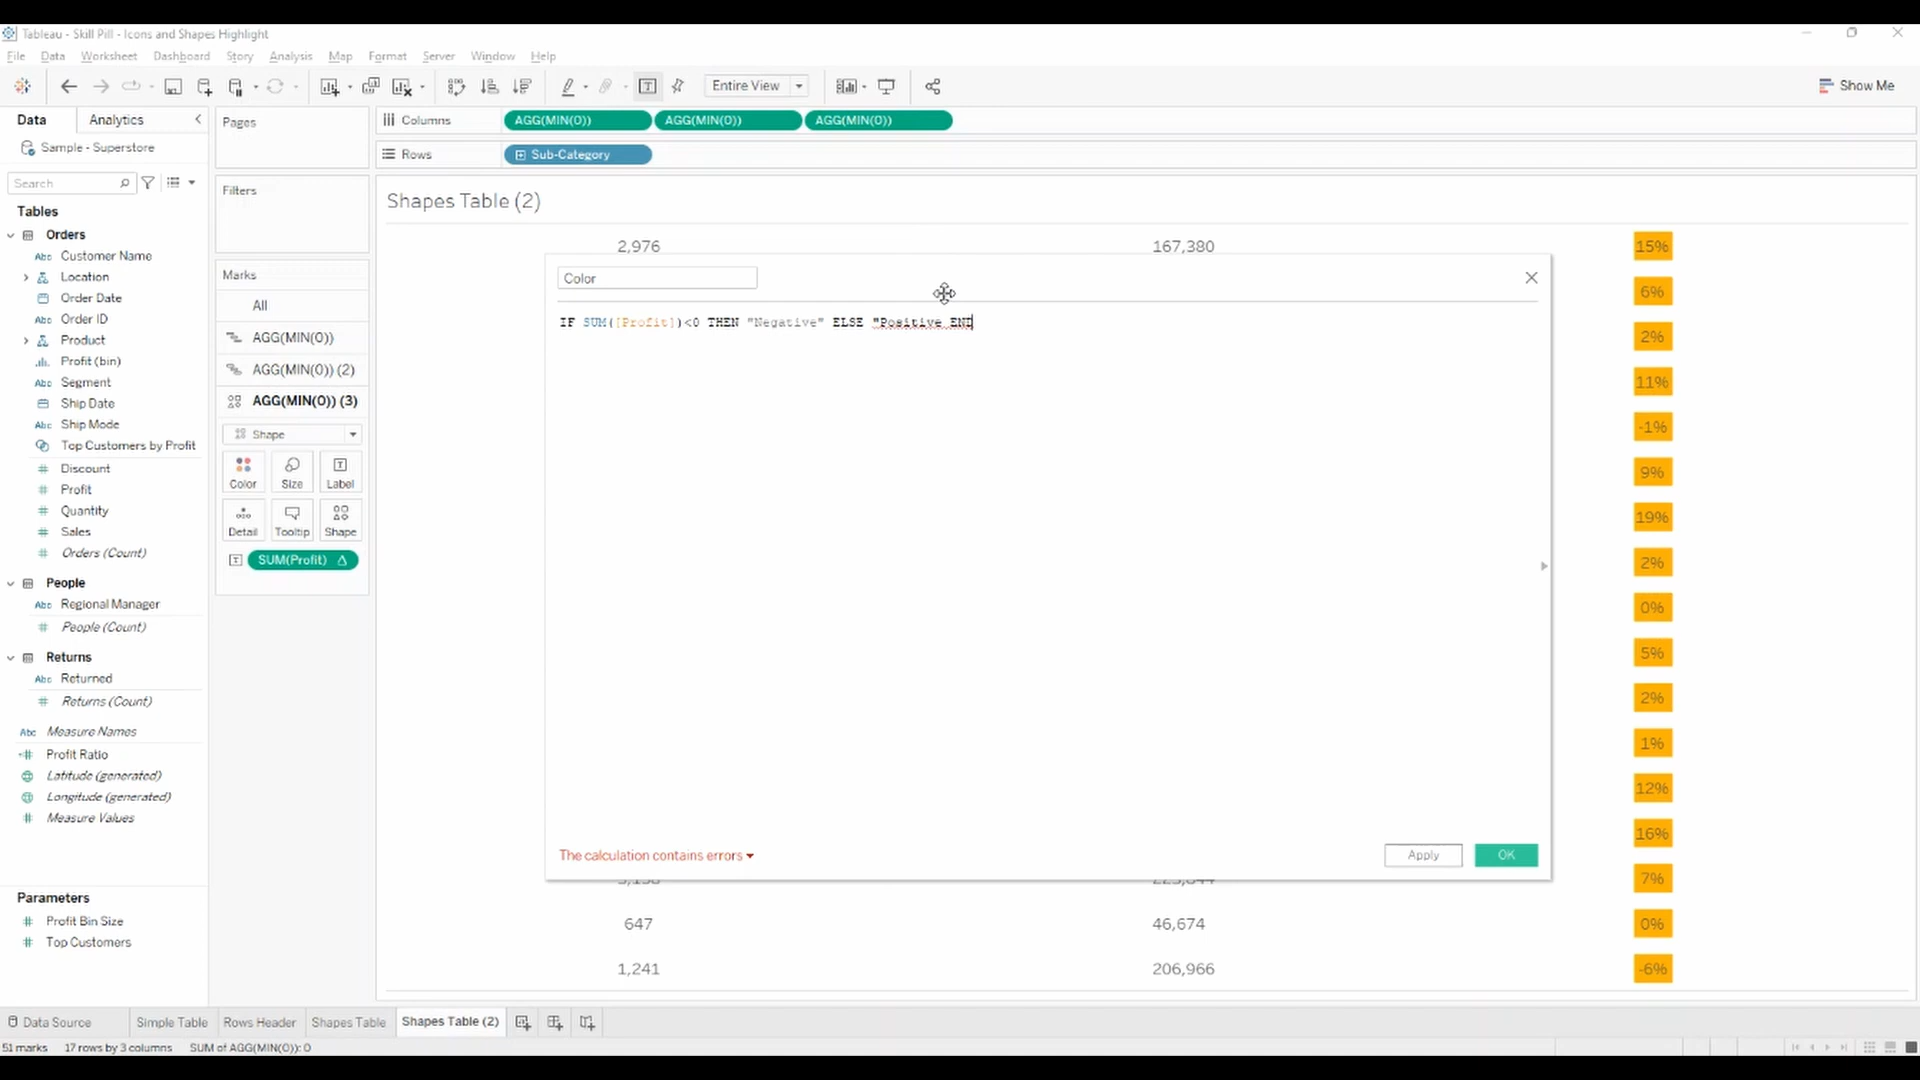 Tableau - Skill Pill - Icons and Shapes Highlight
File Data Worksheet Dashboard Story Analysis Map Format Server Window Help
Entire View
Show Me
Data Analytics
Sample - Superstore
Search
Tables
Orders
Abc Customer Name
Location
Order Date
Abc Order ID
Product
Profit (bin)
Abc Segment
Ship Date
Abc Ship Mode
Top Customers by Profit
Discount
Profit
Quantity
Sales
Orders (Count)
People
Abc Regional Manager
People (Count)
Returns
Abc Returned
Returns (Count)
Abc Measure Names
Profit Ratio
Latitude (generated)
Longitude (generated)
Measure Values
Parameters
Profit Bin Size
Top Customers
Pages
Filters
Marks
All
AGG(MIN(0))
AGG(MIN(0)) (2)
AGG(MIN(0)) (3)
Shape
Color Size Label
Detail Tooltip Shape
SUM(Profit) Δ
Columns AGG(MIN(0)) AGG(MIN(0)) AGG(MIN(0))
Rows Sub-Category
Shapes Table (2)
2,976 167,380 15%
Color
IF SUM([Profit])<0 THEN "Negative" ELSE "Positive END
The calculation contains errors
Apply OK
6%
2%
11%
-1%
9%
19%
2%
0%
5%
2%
1%
12%
16%
7%
647 46,674 0%
1,241 206,966 -6%
Data Source Simple Table Rows Header Shapes Table Shapes Table (2)
51 marks 17 rows by 3 columns SUM of AGG(MIN(0)): 0